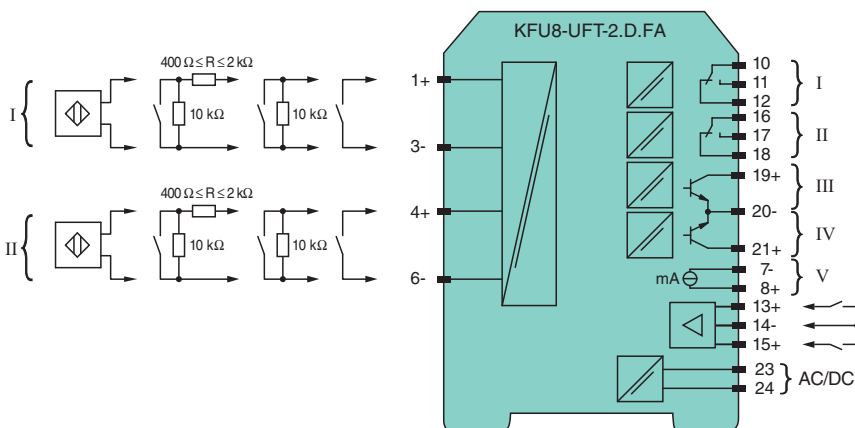 KFU8-UFT-2.D.FA
I
400 Ω ≤ R ≤ 2 kΩ
10 kΩ
10 kΩ
1+
3-
II
400 Ω ≤ R ≤ 2 kΩ
10 kΩ
10 kΩ
4+
6-
10
11
12
I
16
17
18
II
19+
20-
III
21+
IV
mA
7-
8+
V
13+
14-
15+
23
24
AC/DC